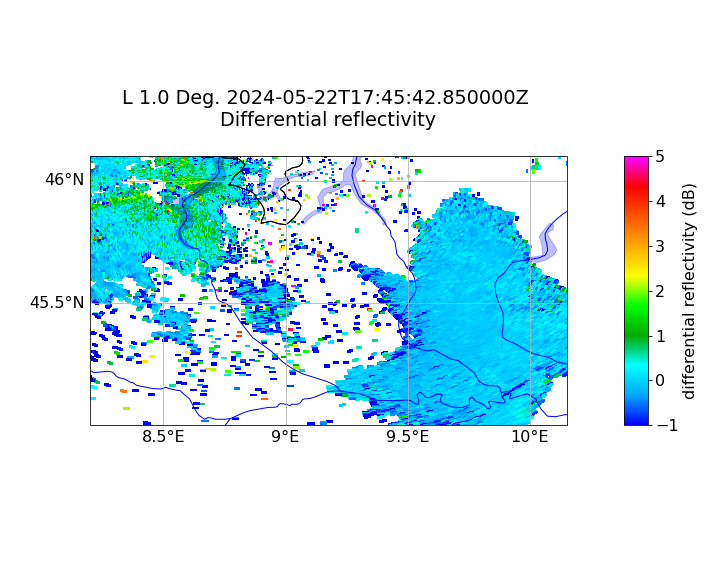 L 1.0 Deg. 2024-05-22T17:45:42.850000Z
Differential reflectivity
46°N
45.5°N
8.5°E
9°E
9.5°E
10°E
5
4
3
2
1
0
−1
differential reflectivity (dB)